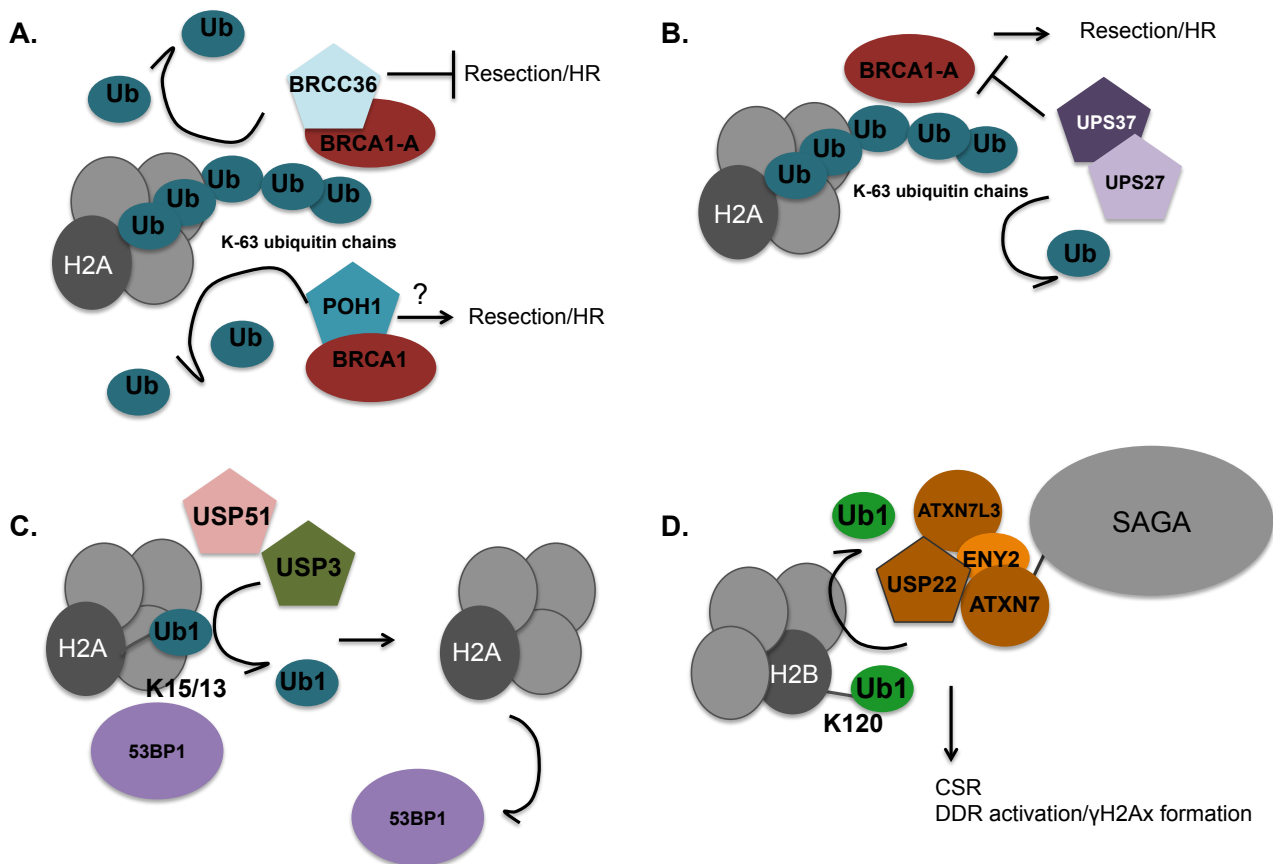 A.
Ub
Ub
BRCC36
BRCA1-A
Resection/HR
Ub
Ub
Ub
Ub
Ub
K-63 ubiquitin chains
H2A
POH1
?
Resection/HR
BRCA1
Ub
Ub
B.
BRCA1-A
Resection/HR
UPS37
UPS27
Ub
Ub
Ub
Ub
Ub
K-63 ubiquitin chains
H2A
Ub
C.
USP51
USP3
H2A
Ub1
K15/13
Ub1
53BP1
H2A
53BP1
D.
Ub1
ATXN7L3
SAGA
ENY2
USP22
ATXN7
H2B
Ub1
K120
CSR
DDR activation/γH2Ax formation